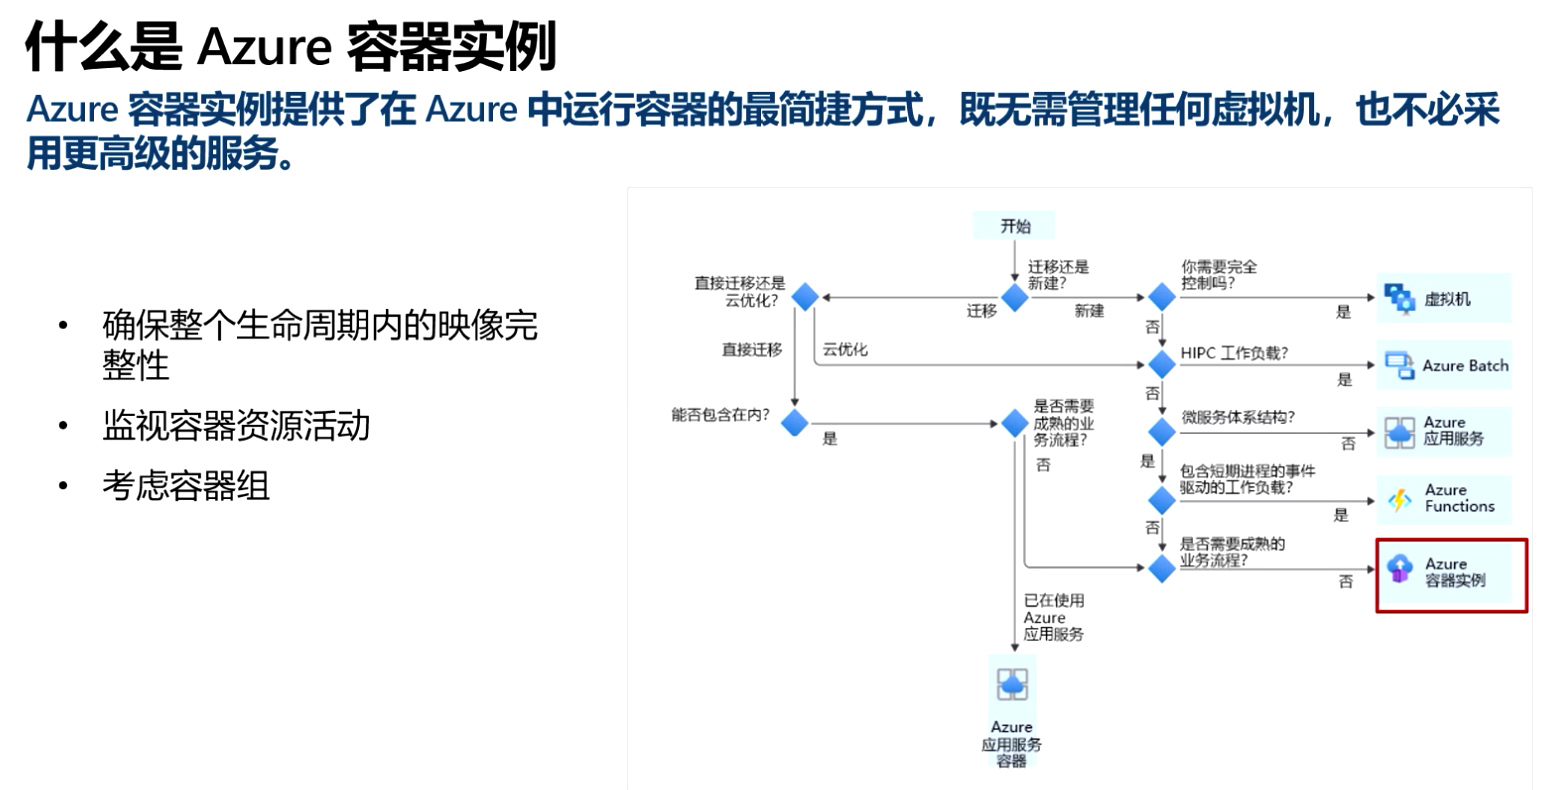 什么是 Azure 容器实例
Azure 容器实例提供了在 Azure 中运行容器的最简捷方式，既无需管理任何虚拟机，也不必采
用更高级的服务。
• 确保整个生命周期内的映像完
整性
• 监视容器资源活动
• 考虑容器组
开始
迁移还是
新建？
迁移
新建
直接迁移还是
云优化？
直接迁移
云优化
你需要完全
控制吗？
是
虚拟机
否
HIPC 工作负载？
是
Azure Batch
否
能否包含在内？
是
是否需要
成熟的业
务流程？
否
微服务体系结构？
否
Azure
应用服务
是
包含短期进程的事件
驱动的工作负载？
是
Azure
Functions
否
是否需要成熟的
业务流程？
否
Azure
容器实例
已在使用
Azure
应用服务
Azure
应用服务
容器